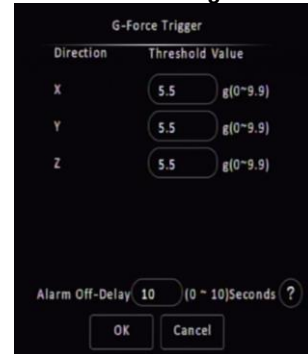 G-Force Trigger
Direction Threshold Value
X 5.5 g(0~9.9)
Y 5.5 g(0~9.9)
Z 5.5 g(0~9.9)
Alarm Off-Delay 10 (0 ~ 10)Seconds ?
OK Cancel